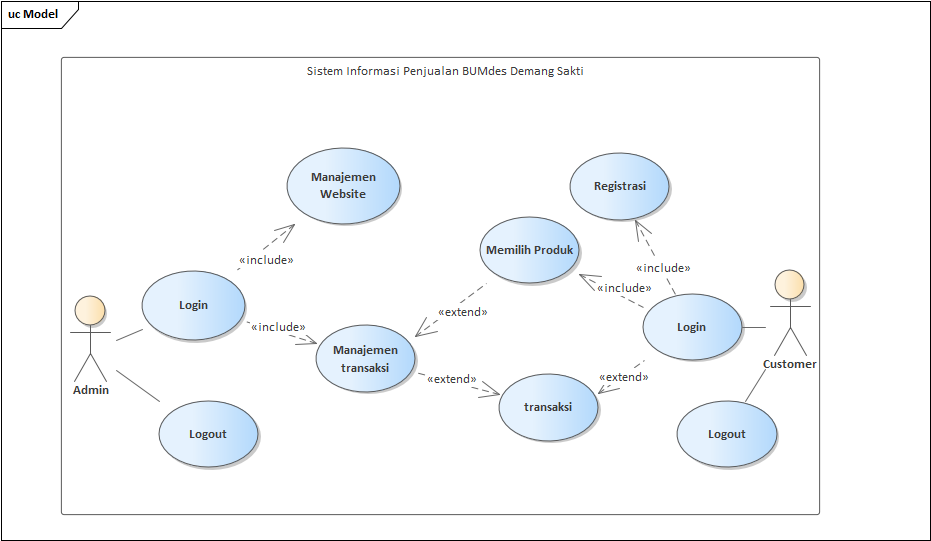 uc Model
Sistem Informasi Penjualan BUMdes Demang Sakti
Manajemen
Website
Registrasi
Memilih Produk
«include»
«include»
«include»
Login
«extend»
«include»
Login
Manajemen
transaksi
Customer
«extend»
«extend»
Admin
transaksi
Logout
Logout